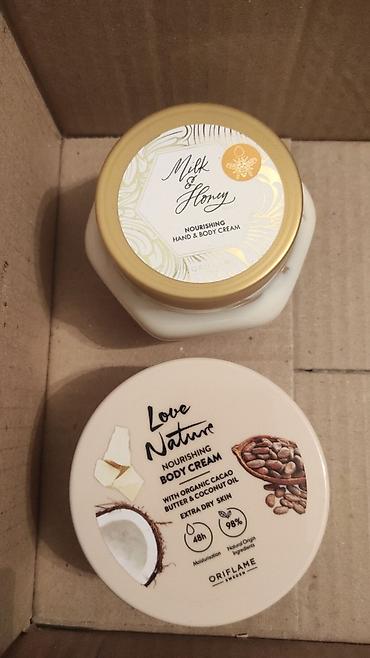 Milk
&
Honey
NOURISHING
HAND & BODY CREAM
Love
Nature
NOURISHING
BODY CREAM
WITH ORGANIC CACAO
BUTTER & COCONUT OIL
EXTRA DRY SKIN
48h
98%
Moisturisation
Natural Origin
Ingredients
ORIFLAME
SWEDEN